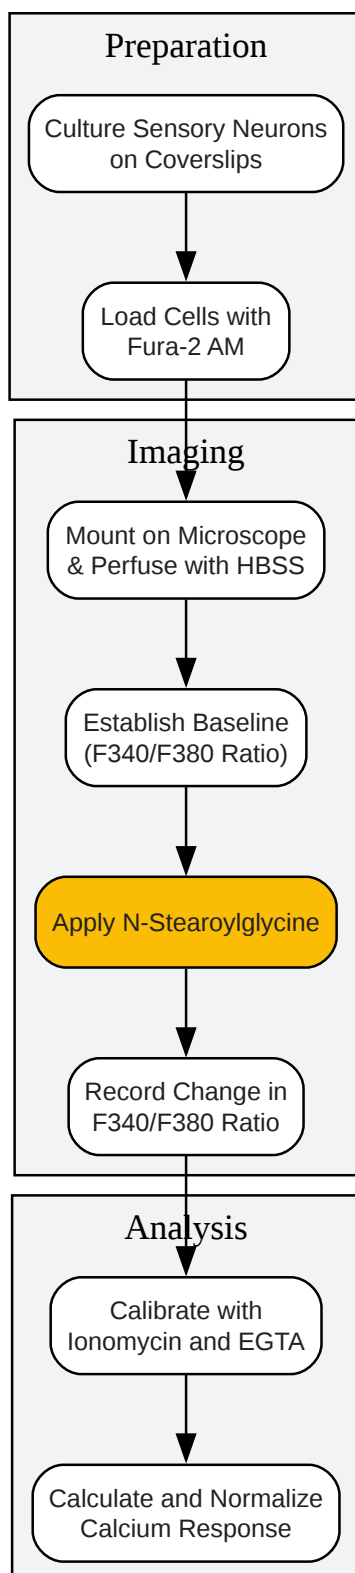 Preparation
Culture Sensory Neurons
on Coverslips
Load Cells with
Fura-2 AM
Imaging
Mount on Microscope
& Perfuse with HBSS
Establish Baseline
(F340/F380 Ratio)
Apply N-Stearoylglycine
Record Change in
F340/F380 Ratio
Analysis
Calibrate with
Ionomycin and EGTA
Calculate and Normalize
Calcium Response